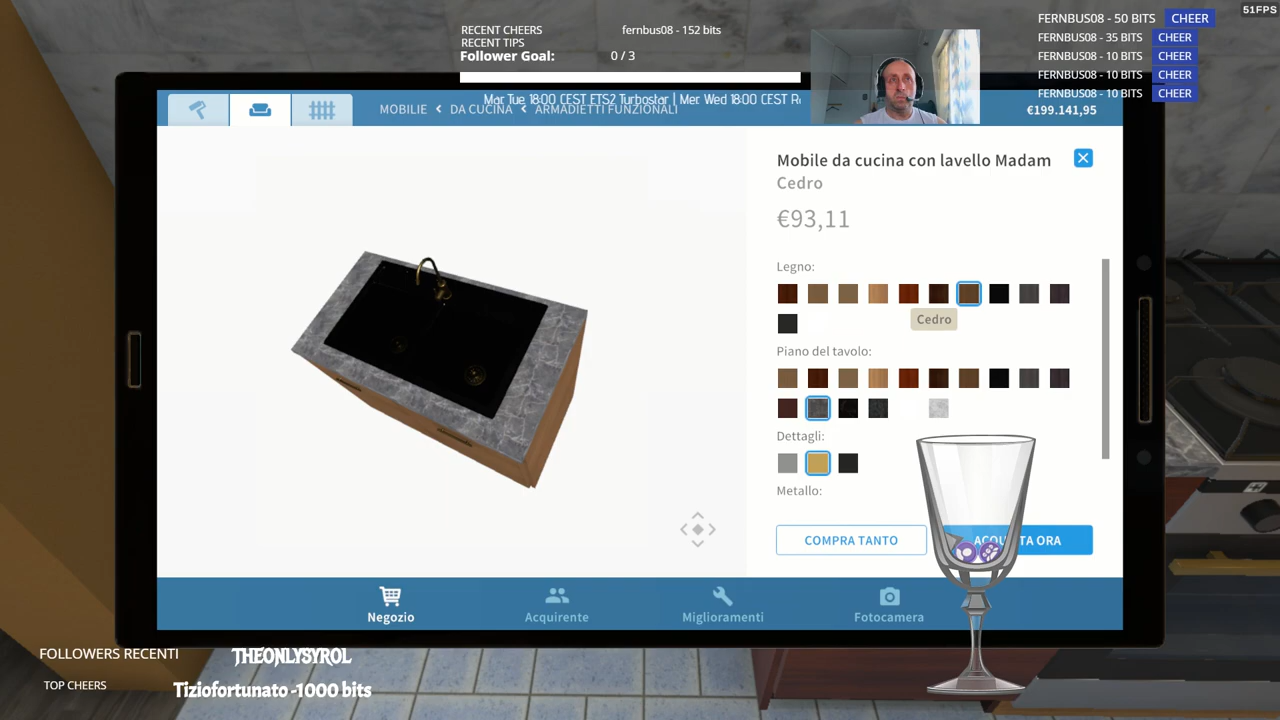 51FPS
RECENT CHEERS fernbus08 - 152 bits
RECENT TIPS
Follower Goal: 0 / 3
FERNBUS08 - 50 BITS CHEER
FERNBUS08 - 35 BITS CHEER
FERNBUS08 - 10 BITS CHEER
FERNBUS08 - 10 BITS CHEER
FERNBUS08 - 10 BITS CHEER
Mar Tue 18:00 CEST ETS2 Turbostar | Mer Wed 18:00 CEST
MOBILIE < DA CUCINA < ARMADIETTI FUNZIONALI
€199.141,95
Mobile da cucina con lavello Madam
Cedro
€93,11
Legno:
Cedro
Piano del tavolo:
Dettagli:
Metallo:
COMPRA TANTO
Negozio
Acquirente
Miglioramenti
Fotocamera
FOLLOWERS RECENTI THEONLYSYROL
TOP CHEERS Tiziofortunato -1000 bits